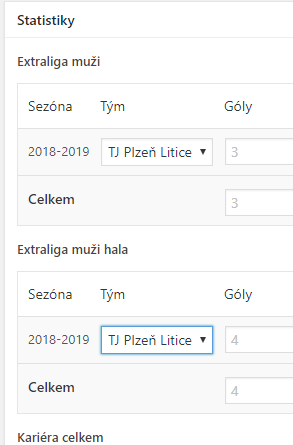 Statistiky
Extraliga muži
Sezóna Tým Góly
2018-2019 TJ Plzeň Litice 3
Celkem 3
Extraliga muži hala
Sezóna Tým Góly
2018-2019 TJ Plzeň Litice 4
Celkem 4
Kariéra celkem